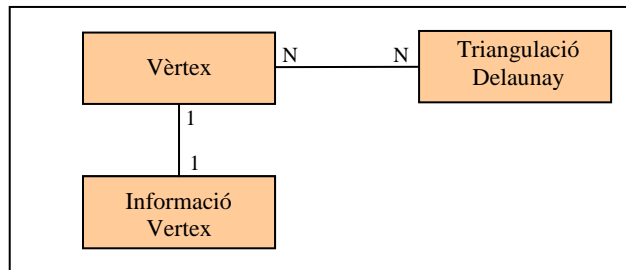 Vèrtex
N
N
Triangulació
Delaunay
1
1
Informació
Vertex